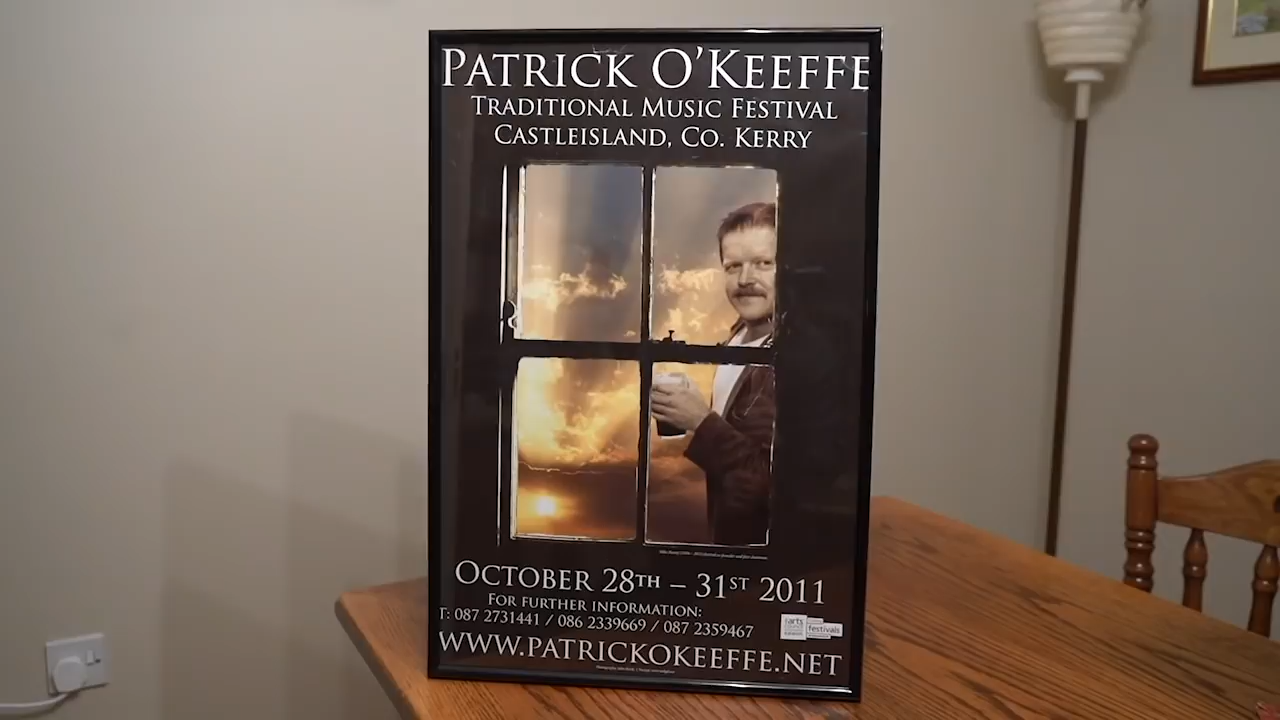 PATRICK O'KEEFFE
TRADITIONAL MUSIC FESTIVAL
CASTLEISLAND, CO. KERRY
OCTOBER 28TH – 31ST 2011
FOR FURTHER INFORMATION:
T: 087 2731441 / 086 2339669 / 087 2359467
arts
festivals
WWW.PATRICKOKEEFFE.NET